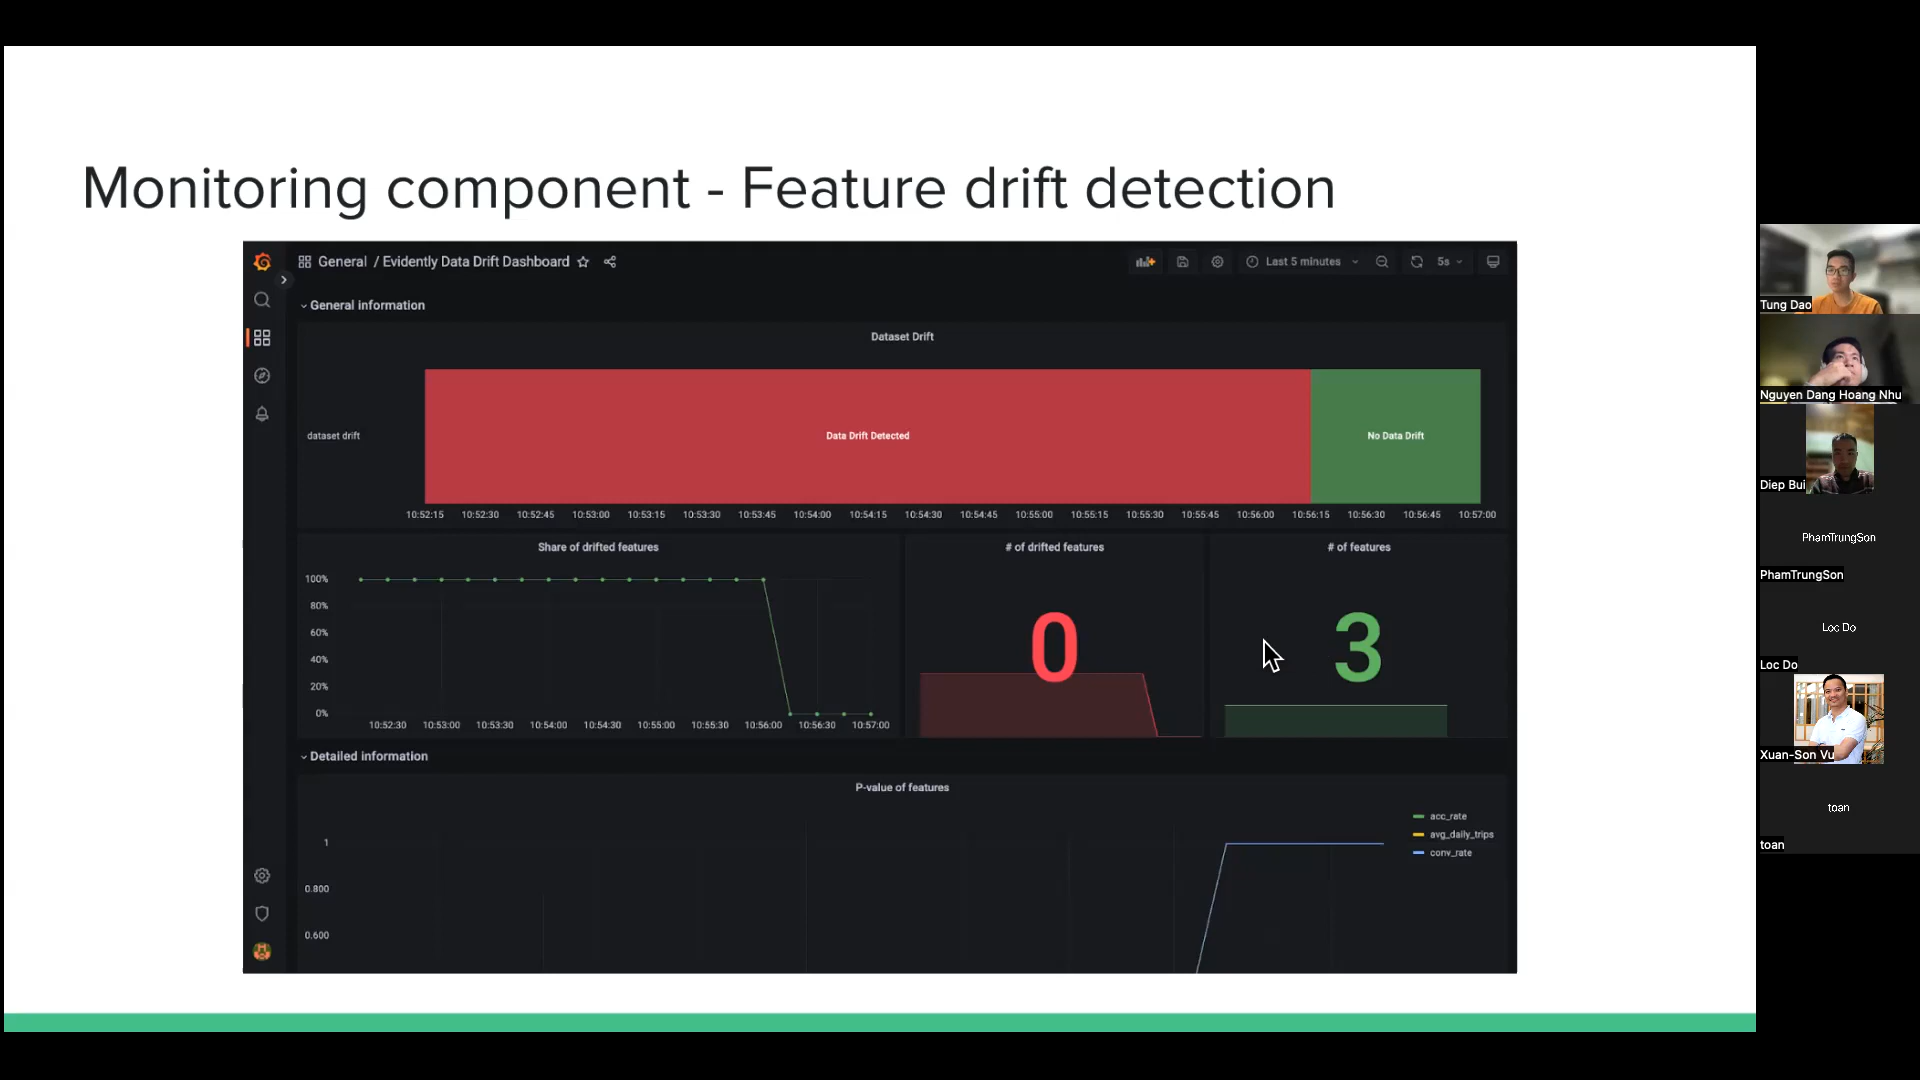 Monitoring component - Feature drift detection
General / Evidently Data Drift Dashboard
Last 5 minutes
5s
General information
Dataset Drift
dataset drift
Data Drift Detected
No Data Drift
10:52:15 10:52:30 10:52:45 10:53:00 10:53:15 10:53:30 10:53:45 10:54:00 10:54:15 10:54:30 10:54:45 10:55:00 10:55:15 10:55:30 10:55:45 10:56:00 10:56:15 10:56:30 10:56:45 10:57:00
Share of drifted features
100%
80%
60%
40%
20%
0%
10:52:30 10:53:00 10:53:30 10:54:00 10:54:30 10:55:00 10:55:30 10:56:00 10:56:30 10:57:00
# of drifted features
0
# of features
3
Detailed information
P-value of features
1
0.800
0.600
acc_rate
avg_daily_trips
conv_rate
Tung Dao
Nguyen Dang Hoang Nhu
Diep Bui
PhamTrungSon
PhamTrungSon
Loc Do
Loc Do
Xuan-Son Vu
toan
toan